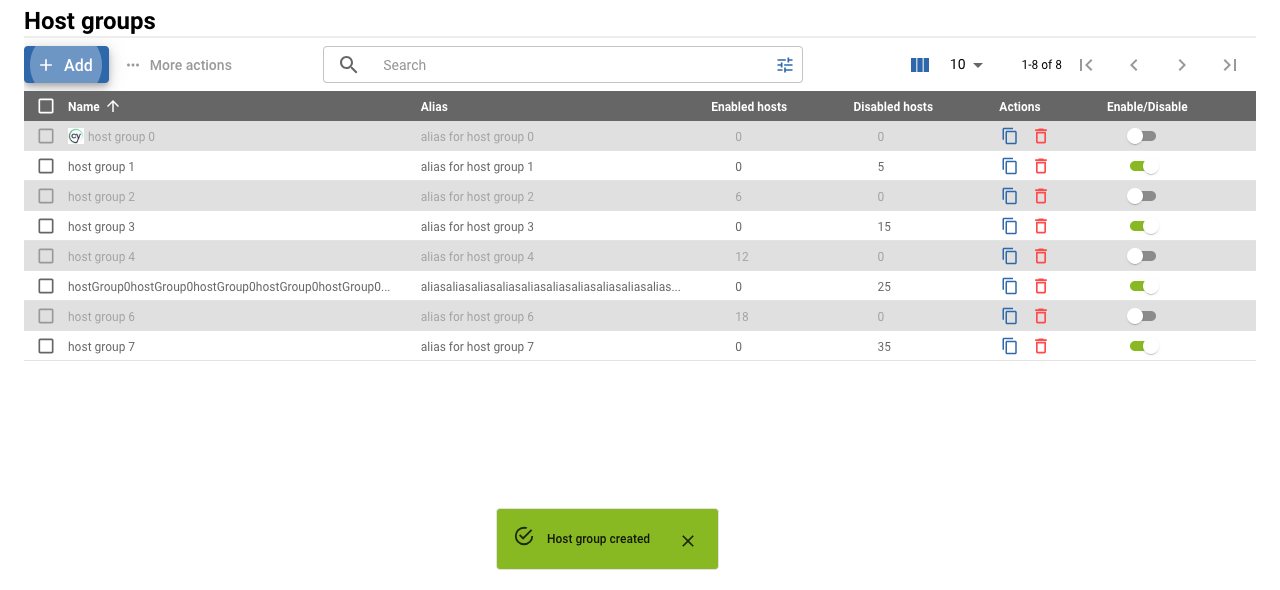 Host groups
Add ··· More actions Search 10 1-8 of 8
Name Alias Enabled hosts Disabled hosts Actions Enable/Disable
cy host group 0 alias for host group 0 0 0
host group 1 alias for host group 1 0 5
host group 2 alias for host group 2 6 0
host group 3 alias for host group 3 0 15
host group 4 alias for host group 4 12 0
hostGroup0hostGroup0hostGroup0hostGroup0hostGroup0... aliasaliasaliasaliasaliasaliasaliasaliasaliasalias... 0 25
host group 6 alias for host group 6 18 0
host group 7 alias for host group 7 0 35
Host group created